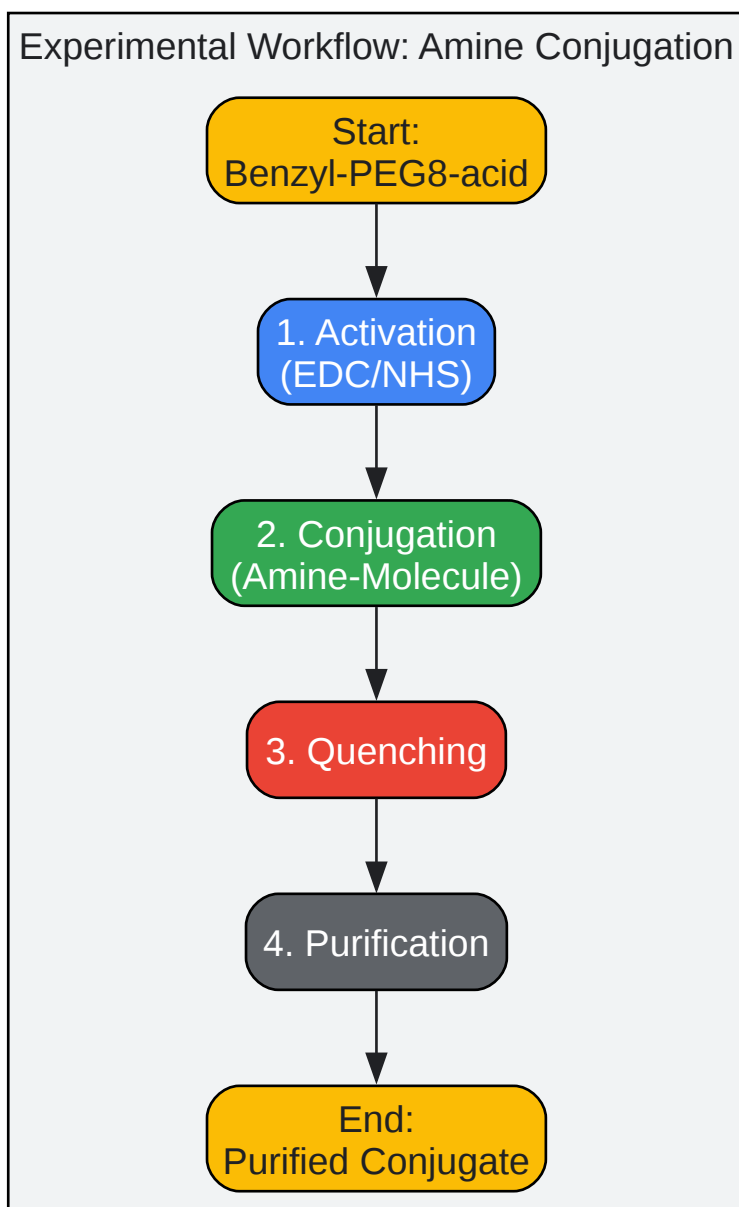 Experimental Workflow: Amine Conjugation
Start:
Benzyl-PEG8-acid
1. Activation
(EDC/NHS)
2. Conjugation
(Amine-Molecule)
3. Quenching
4. Purification
End:
Purified Conjugate